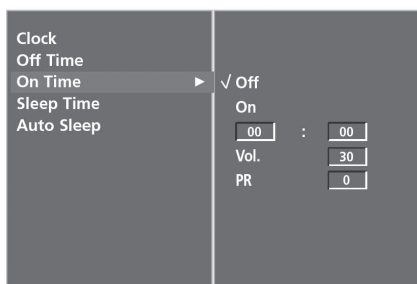 Clock
Off Time
On Time ►
Sleep Time
Auto Sleep
√ Off
On
00 : 00
Vol. 30
PR 0